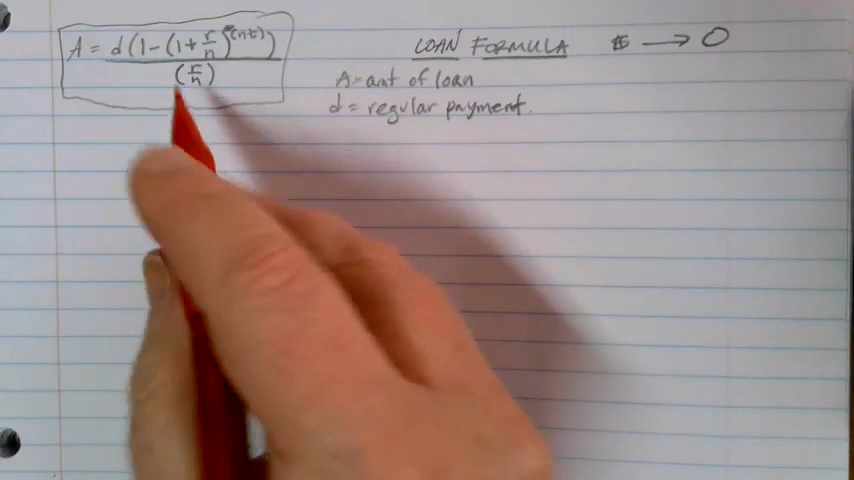 A = d(1-(1+r/n)^-(nt))
(r/n)
LOAN FORMULA $ → 0
A = amt of loan
d = regular payment.